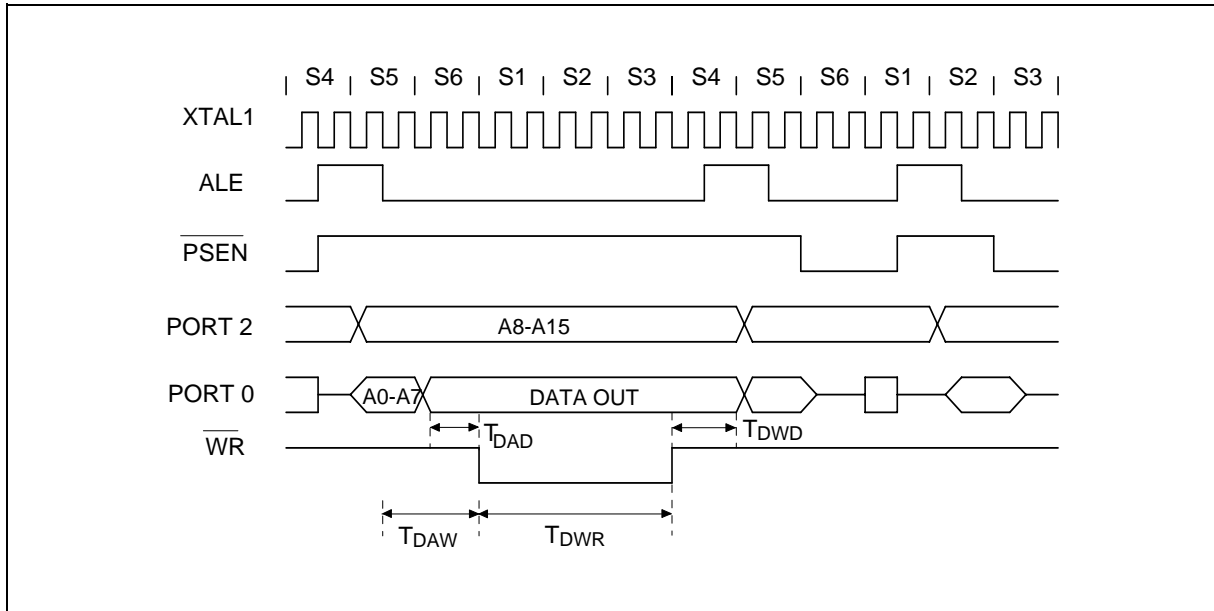 S4 S5 S6 S1 S2 S3 S4 S5 S6 S1 S2 S3
XTAL1
ALE
PSEN
PORT 2 A8-A15
PORT 0 A0-A7 DATA OUT
TDAD TDWD
WR
TDAW TDWR